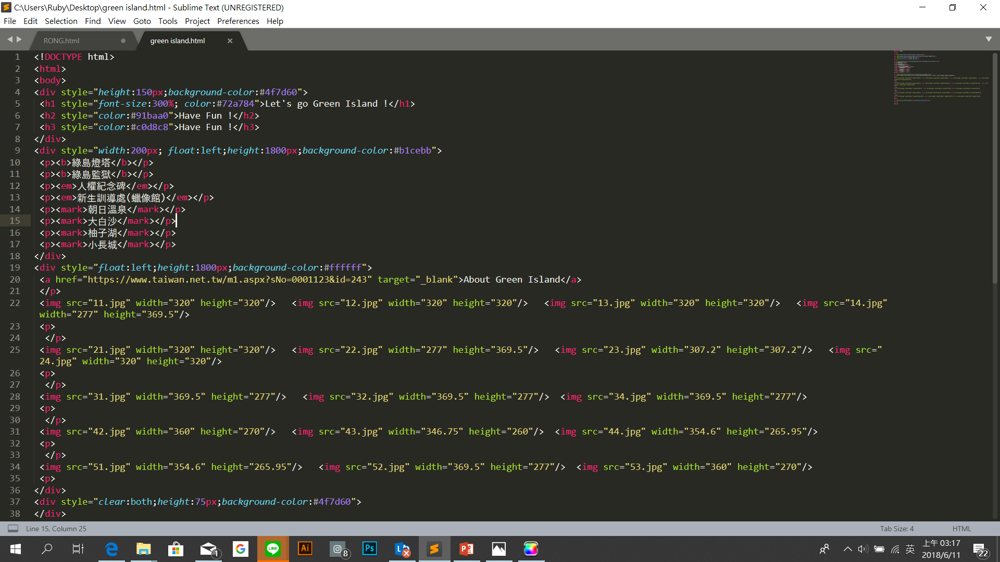 C:\Users\Ruby\Desktop\green island.html - Sublime Text (UNREGISTERED)
File Edit Selection Find View Goto Tools Project Preferences Help
RONG.html green island.html
1 <!DOCTYPE html>
2 <html>
3 <body>
4 <div style="height:150px;background-color:#4f7d60">
5 <h1 style="font-size:300%; color:#72a784">Let's go Green Island !</h1>
6 <h2 style="color:#91baa0">Have Fun !</h2>
7 <h3 style="color:#c0d8c8">Have Fun !</h3>
8 </div>
9 <div style="width:200px; float:left;height:1800px;background-color:#b1cebb">
10 <p><b>綠島燈塔</b></p>
11 <p><b>綠島監獄</b></p>
12 <p><em>人權紀念碑</em></p>
13 <p><em>新生訓導處(蠟像館)</em></p>
14 <p><mark>朝日溫泉</mark></p>
15 <p><mark>大白沙</mark></p>
16 <p><mark>柚子湖</mark></p>
17 <p><mark>小長城</mark></p>
18 </div>
19 <div style="float:left;height:1800px;background-color:#ffffff">
20 <a href="https://www.taiwan.net.tw/m1.aspx?sNo=0001123&id=243" target="_blank">About Green Island</a>
21 </p>
22 <img src="11.jpg" width="320" height="320"/> <img src="12.jpg" width="320" height="320"/> <img src="13.jpg" width="320" height="320"/> <img src="14.jpg"
width="277" height="369.5"/>
23 <p>
24 </p>
25 <img src="21.jpg" width="320" height="320"/> <img src="22.jpg" width="277" height="369.5"/> <img src="23.jpg" width="307.2" height="307.2"/> <img src="
24.jpg" width="320" height="320"/>
26 <p>
27 </p>
28 <img src="31.jpg" width="369.5" height="277"/> <img src="32.jpg" width="369.5" height="277"/> <img src="34.jpg" width="369.5" height="277"/>
29 <p>
30 </p>
31 <img src="42.jpg" width="360" height="270"/> <img src="43.jpg" width="346.75" height="260"/> <img src="44.jpg" width="354.6" height="265.95"/>
32 <p>
33 </p>
34 <img src="51.jpg" width="354.6" height="265.95"/> <img src="52.jpg" width="369.5" height="277"/> <img src="53.jpg" width="360" height="270"/>
35 <p>
36 </div>
37 <div style="clear:both;height:75px;background-color:#4f7d60">
38 </div>
Line 15, Column 25 Tab Size: 4 HTML
1 G LINE Ai 8 Ps 英 上午 03:17
2018/6/11 22